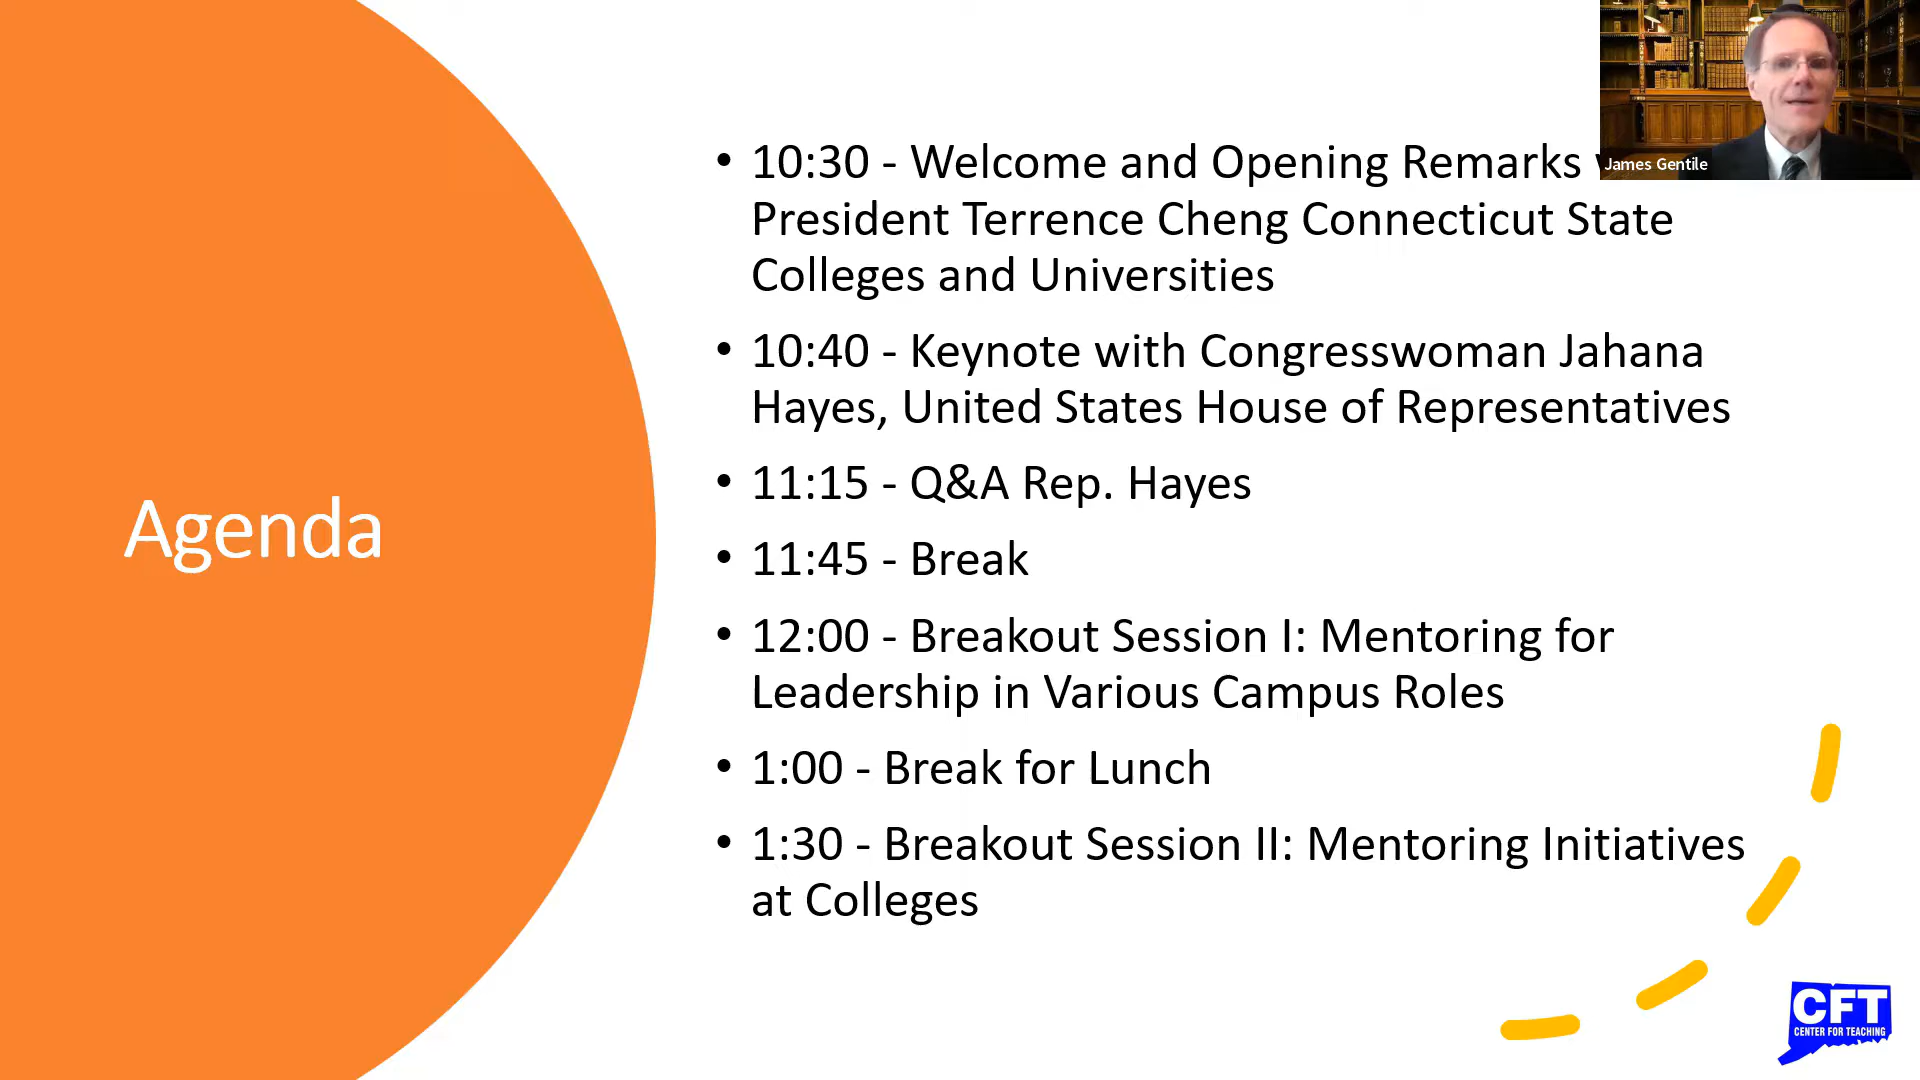 Agenda
• 10:30 - Welcome and Opening Remarks
President Terrence Cheng Connecticut State
Colleges and Universities
• 10:40 - Keynote with Congresswoman Jahana
Hayes, United States House of Representatives
• 11:15 - Q&A Rep. Hayes
• 11:45 - Break
• 12:00 - Breakout Session I: Mentoring for
Leadership in Various Campus Roles
• 1:00 - Break for Lunch
• 1:30 - Breakout Session II: Mentoring Initiatives
at Colleges
James Gentile
CFT
CENTER FOR TEACHING